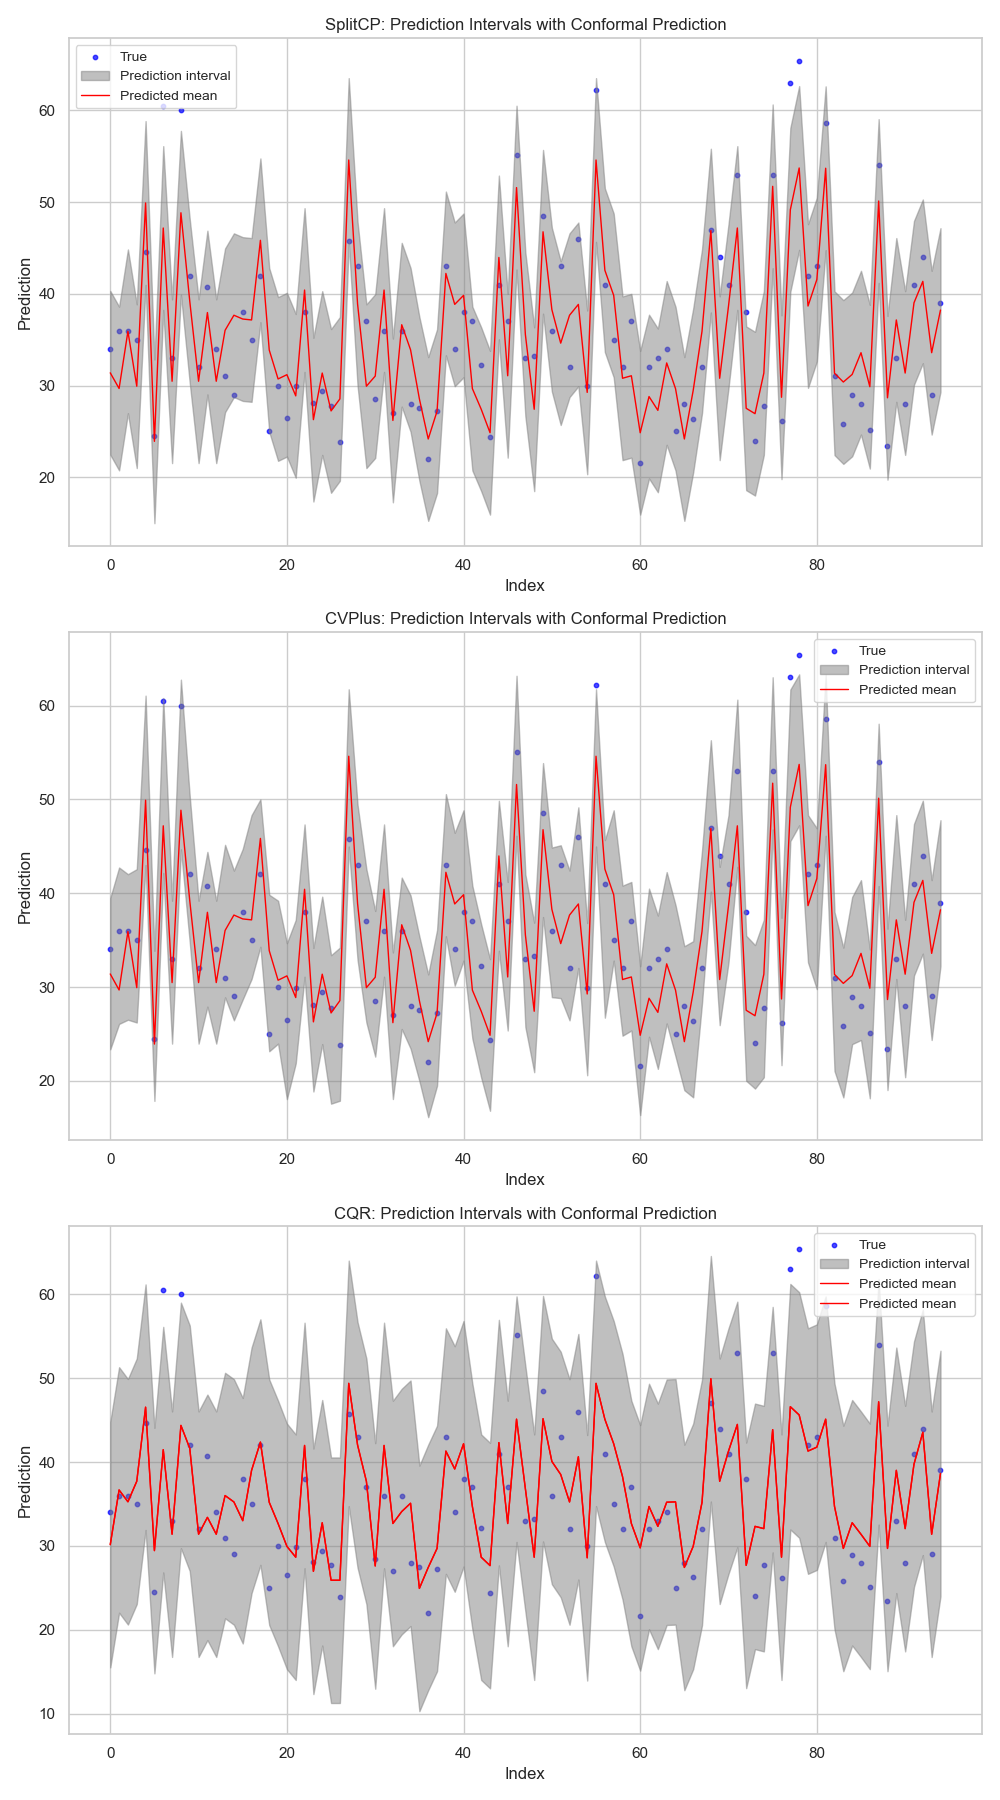 SplitCP: Prediction Intervals with Conformal Prediction
True
Prediction interval
Predicted mean
60
50
40
30
20
Prediction
0
20
40
60
80
Index
CVPlus: Prediction Intervals with Conformal Prediction
True
Prediction interval
Predicted mean
60
50
40
30
20
Prediction
0
20
40
60
80
Index
CQR: Prediction Intervals with Conformal Prediction
True
Prediction interval
Predicted mean
Predicted mean
60
50
40
30
20
10
Prediction
0
20
40
60
80
Index